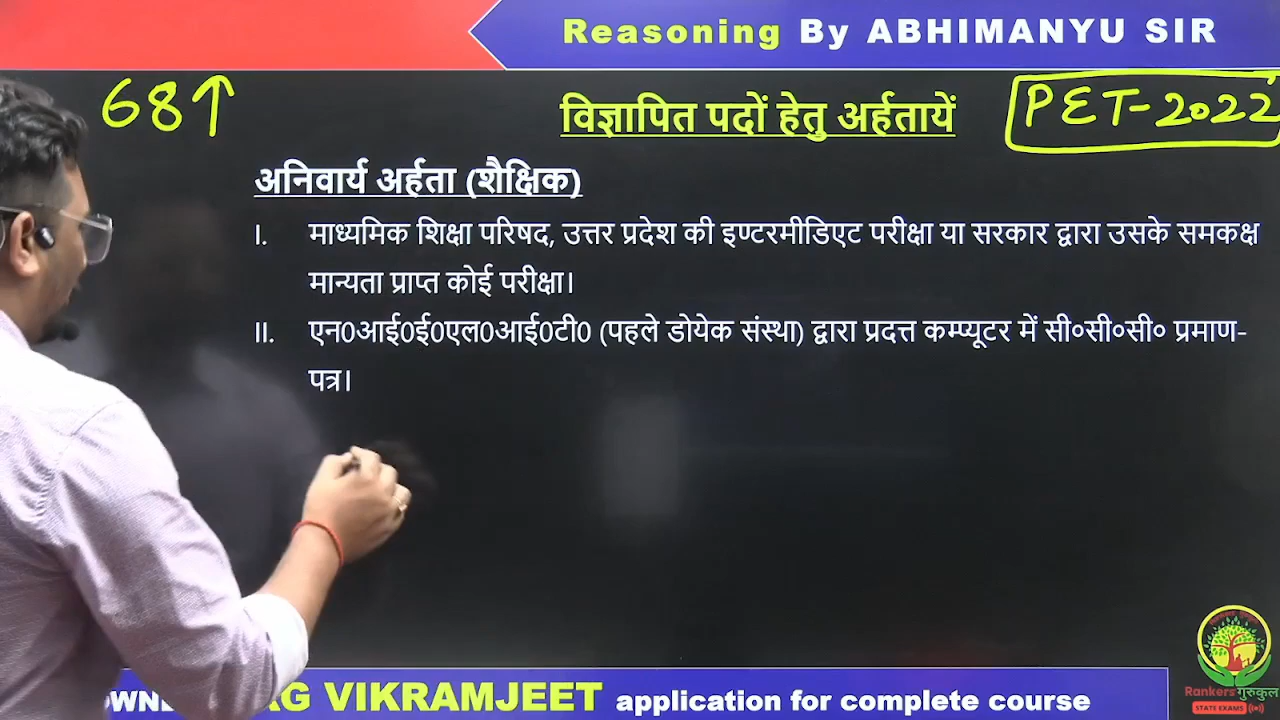 Reasoning By ABHIMANYU SIR
68↑
विज्ञापित पदों हेतु अर्हतायें
PET-2022
अनिवार्य अर्हता (शैक्षिक)
I. माध्यमिक शिक्षा परिषद, उत्तर प्रदेश की इण्टरमीडिएट परीक्षा या सरकार द्वारा उसके समकक्ष
मान्यता प्राप्त कोई परीक्षा।
II. एन0आई0ई0एल0आई0टी0 (पहले डोयेक संस्था) द्वारा प्रदत्त कम्प्यूटर में सी०सी०सी० प्रमाण-
पत्र।
VIKRAMJEET application for complete course
Rankers गुरुकुल
STATE EXAMS